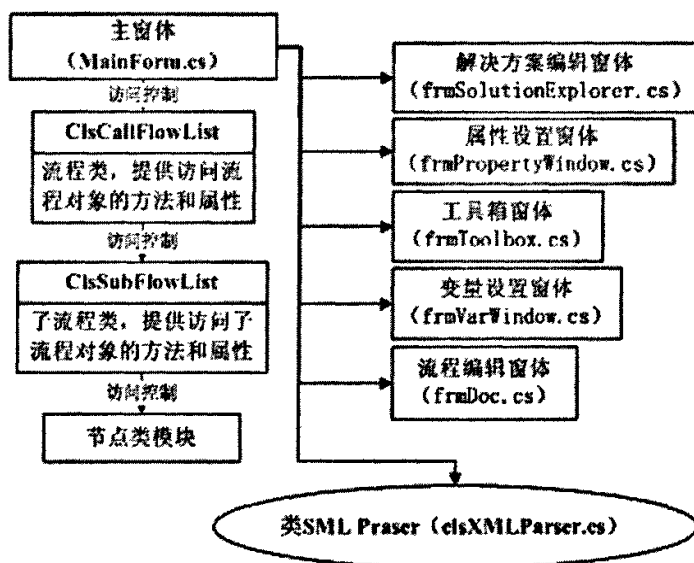 主窗体
（MainForm.cs）
访问控制
ClsCallFlowList
流程类，提供访问流
程对象的方法和属性
访问控制
ClsSubFlowList
子流程类，提供访问子
流程对象的方法和属性
访问控制
节点类模块
解决方案编辑窗体
（frmSolutionExplorer.cs）
属性设置窗体
（frmPropertyWindow.cs）
工具箱窗体
（frmToolbox.cs）
变量设置窗体
（frmVarWindow.cs）
流程编辑窗体
（frmDoc.cs）
类SML Praser（clsXMLParser.cs）